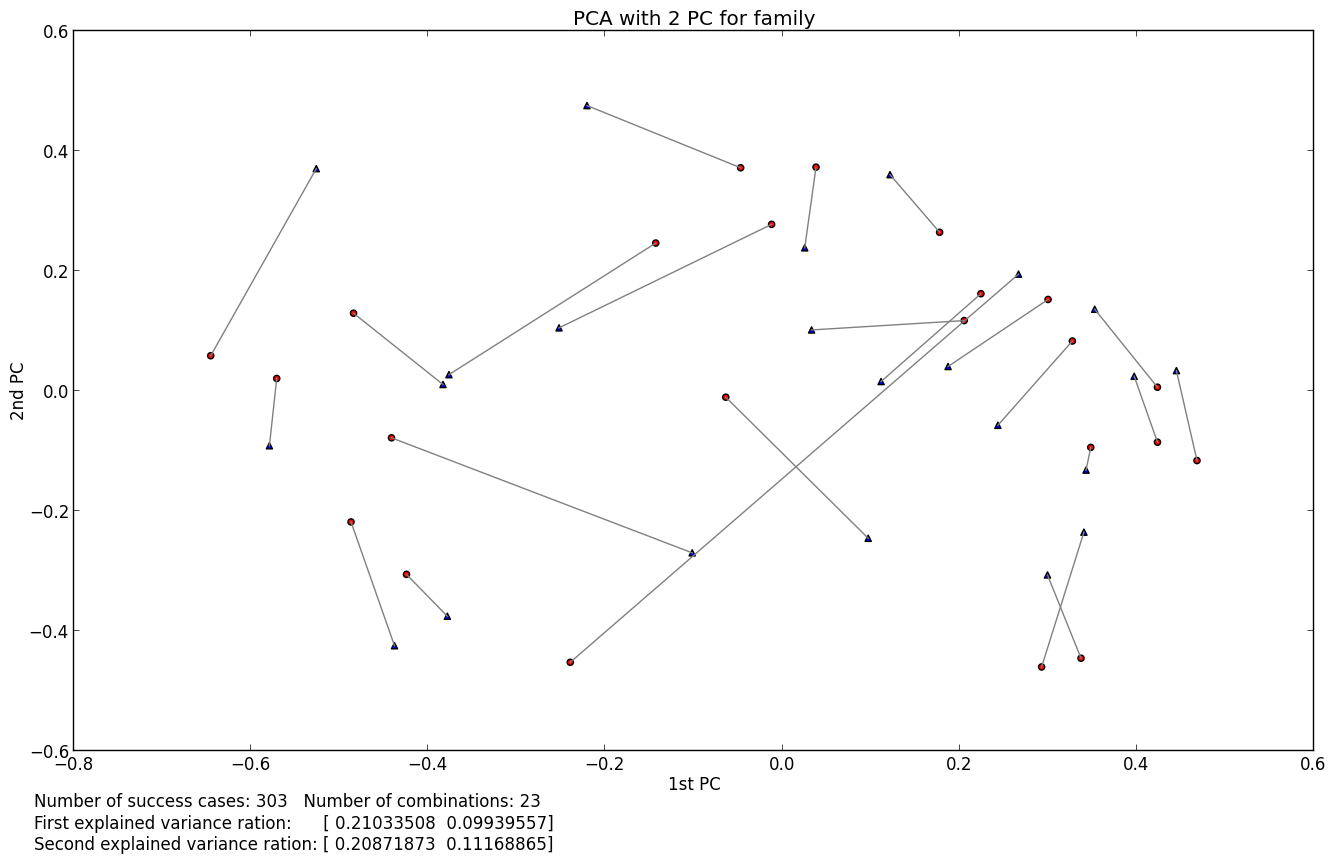 PCA with 2 PC for family
0.6
0.4
0.2
0.0
−0.2
−0.4
−0.6
2nd PC
−0.8 −0.6 −0.4 −0.2 0.0 0.2 0.4 0.6
1st PC
Number of success cases: 303 Number of combinations: 23
First explained variance ration: [ 0.21033508 0.09939557]
Second explained variance ration: [ 0.20871873 0.11168865]